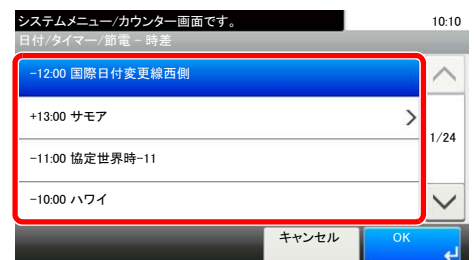 システムメニュー/カウンター画面です。 10:10
日付/タイマー/節電 - 時差
-12:00 国際日付変更線西側
+13:00 サモア
1/24
-11:00 協定世界時-11
-10:00 ハワイ
キャンセル OK